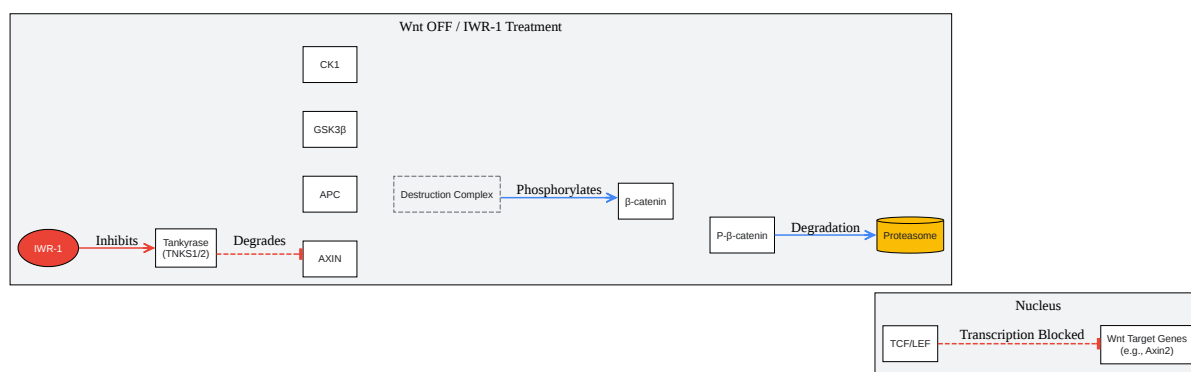 Wnt OFF / IWR-1 Treatment
CK1
GSK3β
APC
Destruction Complex
Phosphorylates
β-catenin
IWR-1
Inhibits
Tankyrase
(TNKS1/2)
Degrades
AXIN
P-β-catenin
Degradation
Proteasome
Nucleus
TCF/LEF
Transcription Blocked
Wnt Target Genes
(e.g., Axin2)